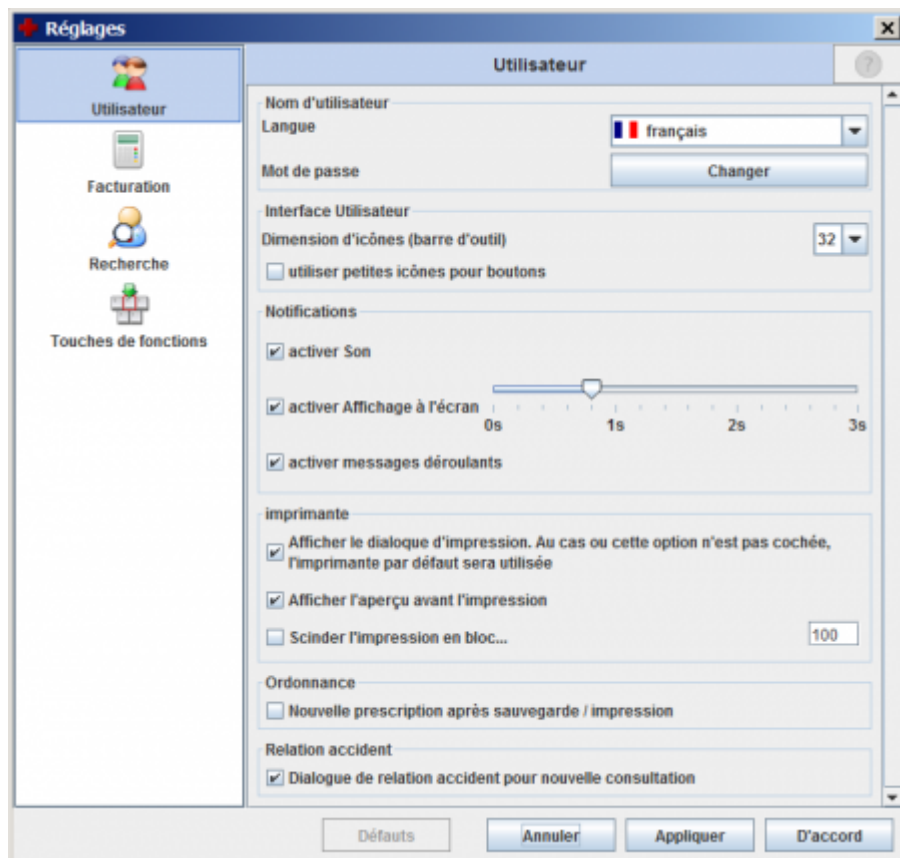 Réglages
Utilisateur
Facturation
Recherche
Touches de fonctions
Utilisateur
?
Nom d'utilisateur
Langue
français
Mot de passe
Changer
Interface Utilisateur
Dimension d'icônes (barre d'outil)
32
utiliser petites icônes pour boutons
Notifications
activer Son
activer Affichage à l'écran
0s 1s 2s 3s
activer messages déroulants
imprimante
Afficher le dialoque d'impression. Au cas ou cette option n'est pas cochée,
l'imprimante par défaut sera utilisée
Afficher l'aperçu avant l'impression
Scinder l'impression en bloc...
100
Ordonnance
Nouvelle prescription après sauvegarde / impression
Relation accident
Dialogue de relation accident pour nouvelle consultation
Défauts
Annuler
Appliquer
D'accord